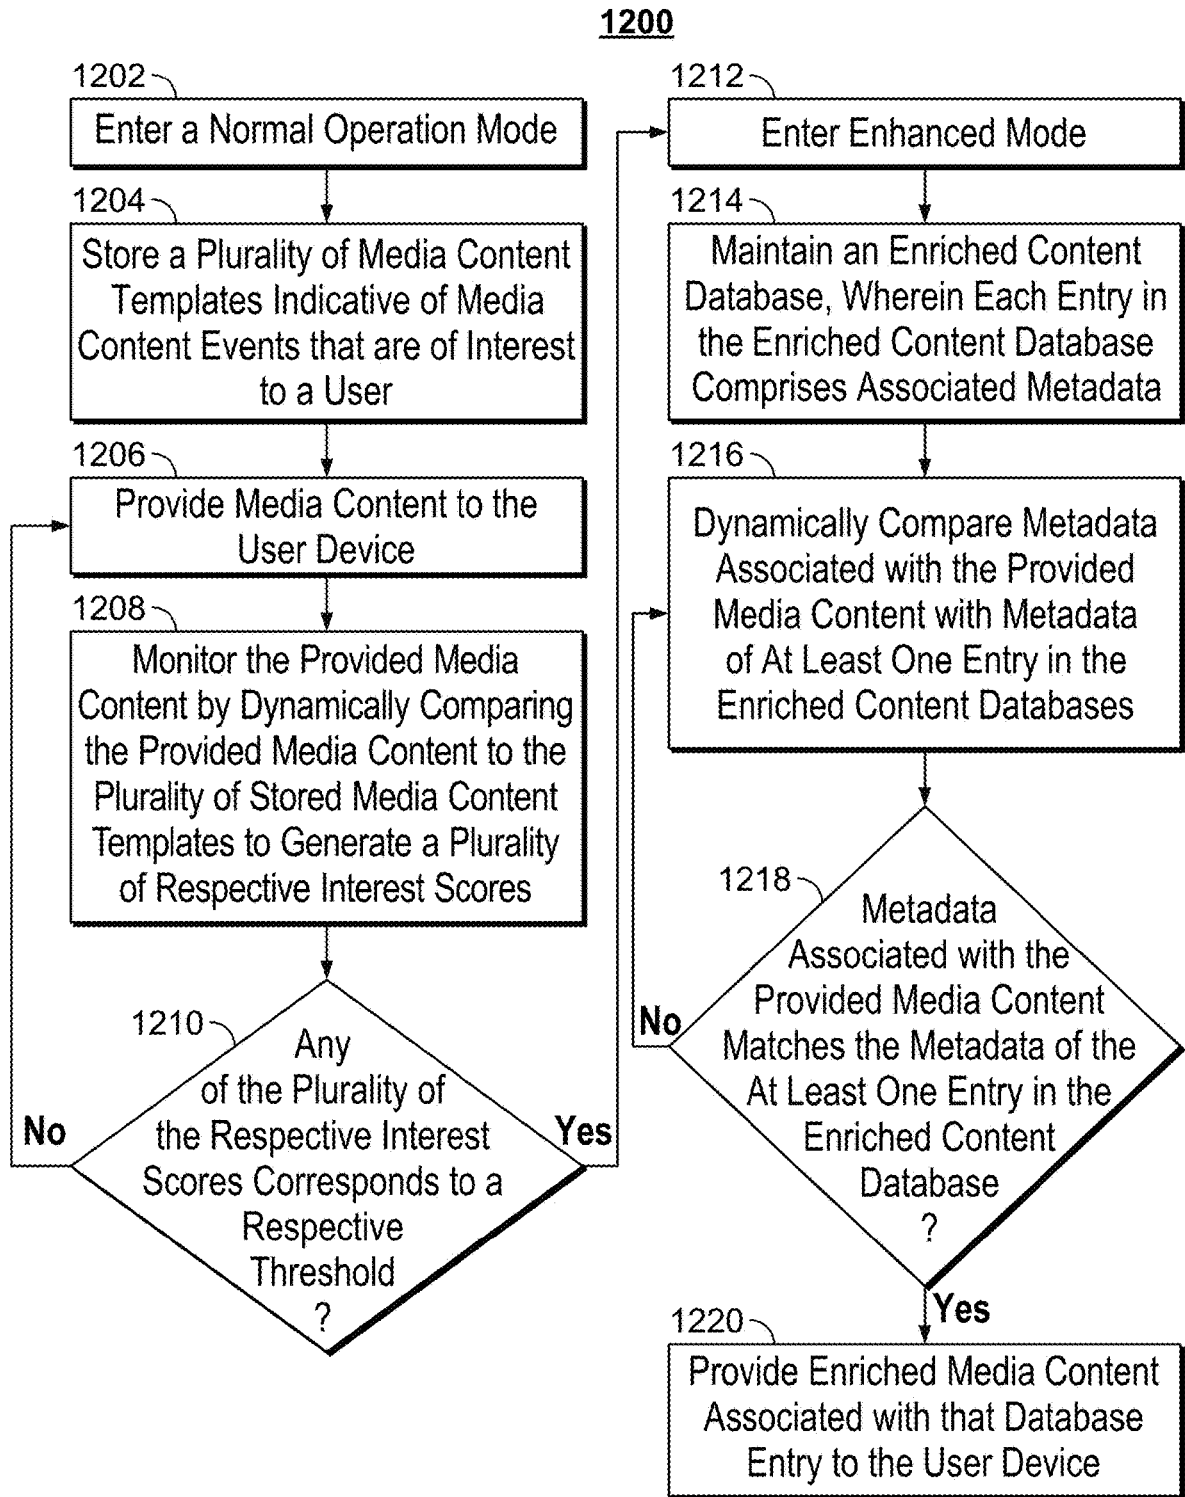 1200
1202
Enter a Normal Operation Mode
1204
Store a Plurality of Media Content
Templates Indicative of Media
Content Events that are of Interest
to a User
1206
Provide Media Content to the
User Device
1208
Monitor the Provided Media
Content by Dynamically Comparing
the Provided Media Content to the
Plurality of Stored Media Content
Templates to Generate a Plurality
of Respective Interest Scores
1210
Any
of the Plurality of
the Respective Interest
Scores Corresponds to a
Respective
Threshold
?
No
Yes
1212
Enter Enhanced Mode
1214
Maintain an Enriched Content
Database, Wherein Each Entry in
the Enriched Content Database
Comprises Associated Metadata
1216
Dynamically Compare Metadata
Associated with the Provided
Media Content with Metadata
of At Least One Entry in the
Enriched Content Databases
1218
Metadata
Associated with the
Provided Media Content
Matches the Metadata of the
At Least One Entry in the
Enriched Content
Database
?
No
Yes
1220
Provide Enriched Media Content
Associated with that Database
Entry to the User Device